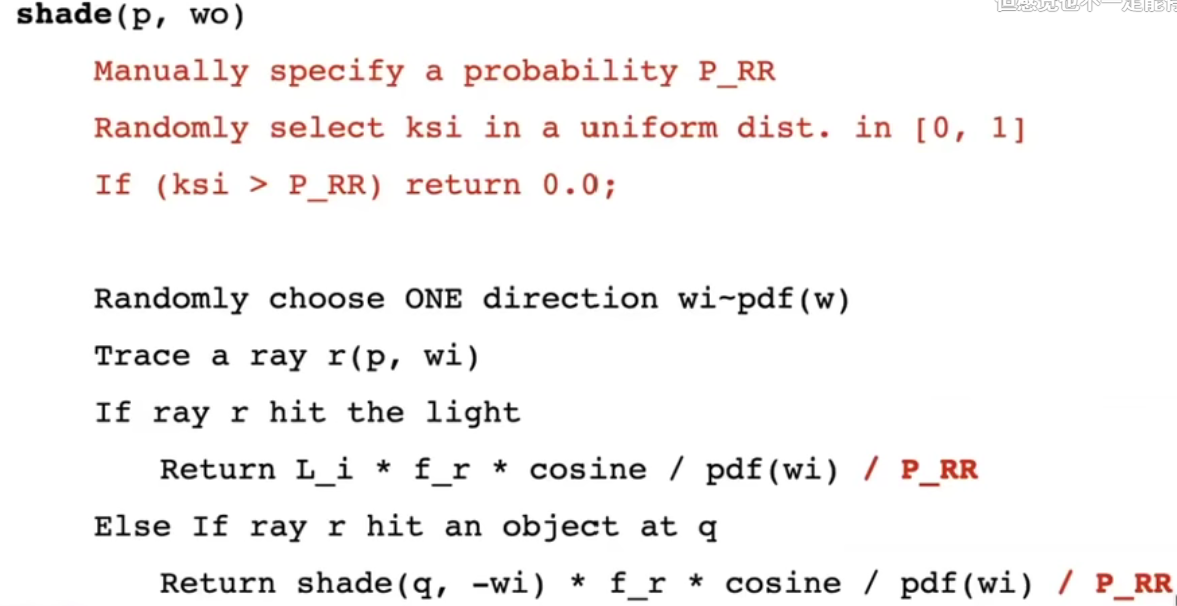 shade(p, wo)
Manually specify a probability P_RR
Randomly select ksi in a uniform dist. in [0, 1]
If (ksi > P_RR) return 0.0;
Randomly choose ONE direction wi~pdf(w)
Trace a ray r(p, wi)
If ray r hit the light
Return L_i * f_r * cosine / pdf(wi) / P_RR
Else If ray r hit an object at q
Return shade(q, -wi) * f_r * cosine / pdf(wi) / P_RR